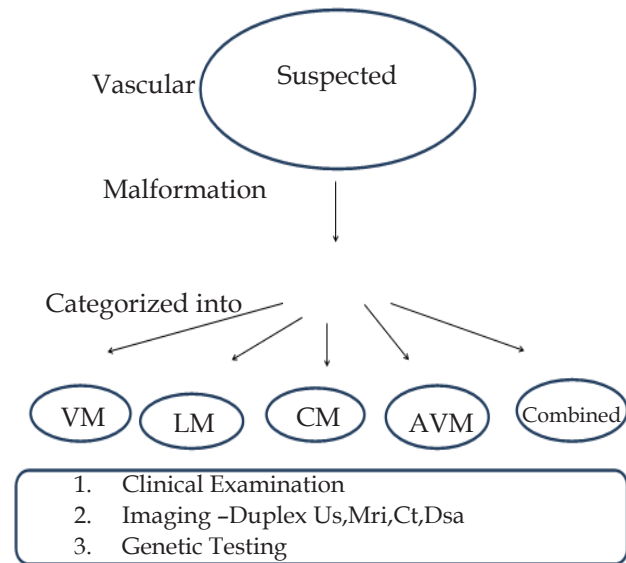 Suspected
Vascular
Malformation
Categorized into
VM LM CM AVM Combined
1. Clinical Examination
2. Imaging –Duplex Us,Mri,Ct,Dsa
3. Genetic Testing